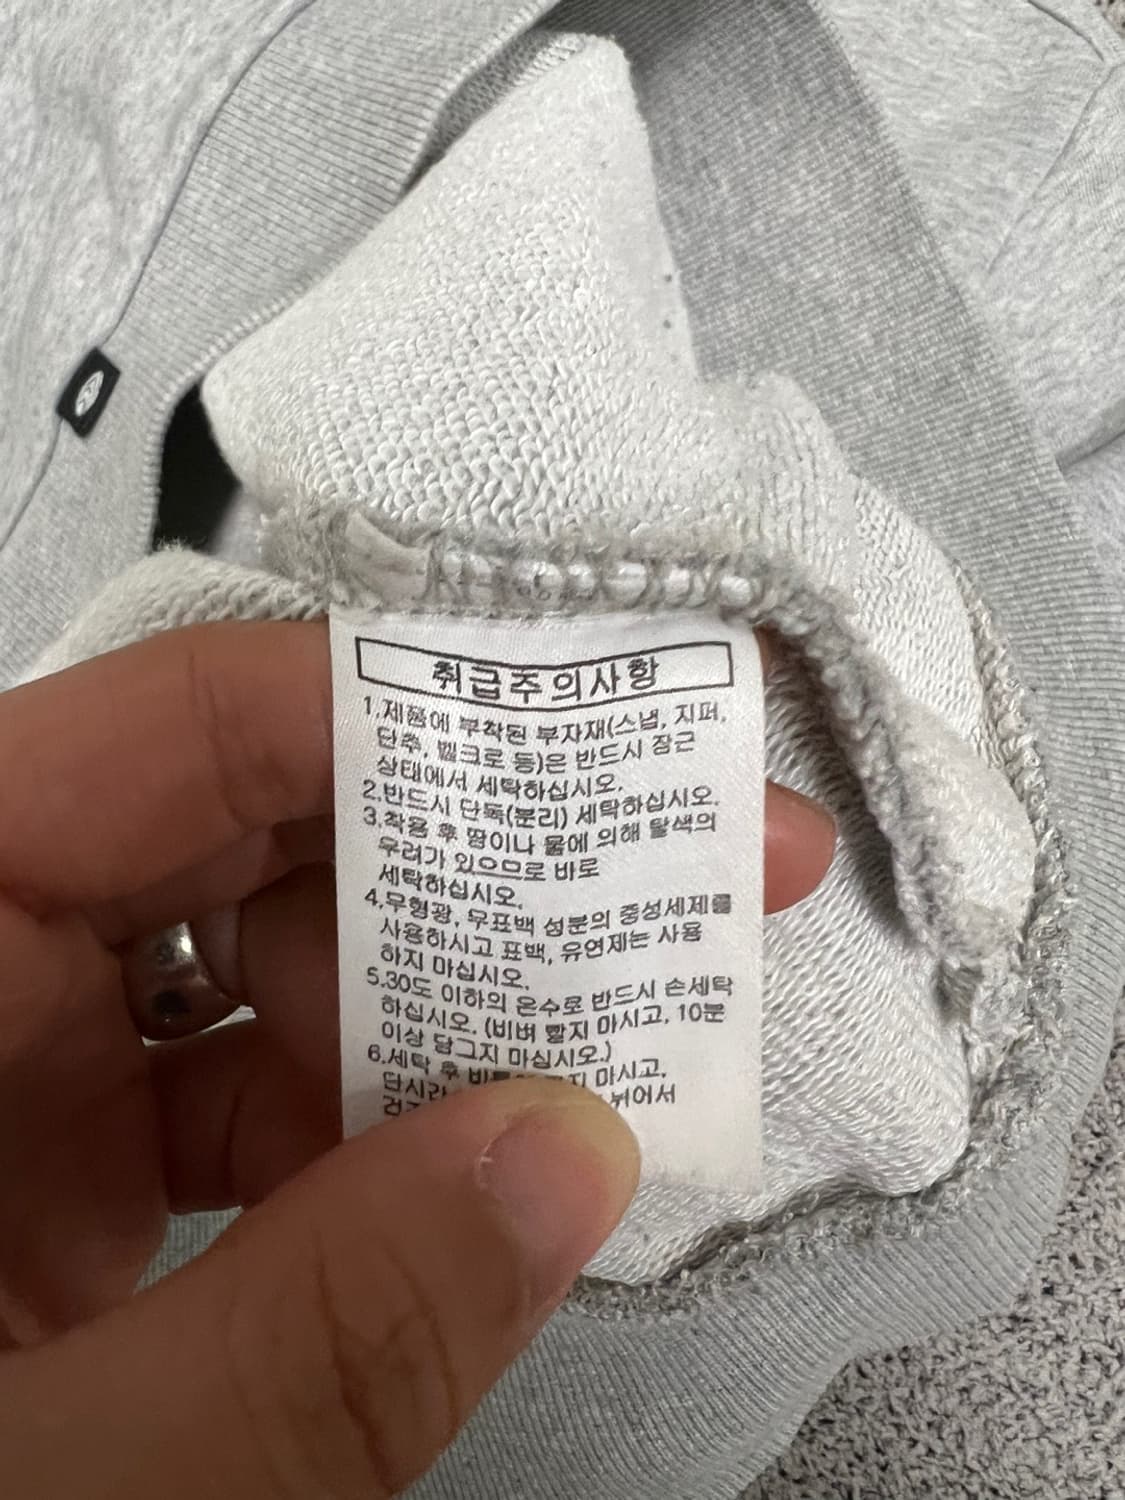 취급주의사항
1.제품에 부착된 부자재(스냅, 지퍼,
단추, 벨크로 등)은 반드시 장근
상태에서 세탁하십시오.
2.반드시 단독(분리) 세탁하십시오.
3.착용 후 땀이나 물에 의해 탈색의
우려가 있으므로 바로
세탁하십시오.
4.무형광, 무표백 성분의 중성세제를
사용하시고 표백, 유연제는 사용
하지 마십시오.
5.30도 이하의 온수로 반드시 손세탁
하십시오. (비벼 빨지 마시고, 10분
이상 담그지 마십시오.)
6.세탁 후 마시고,